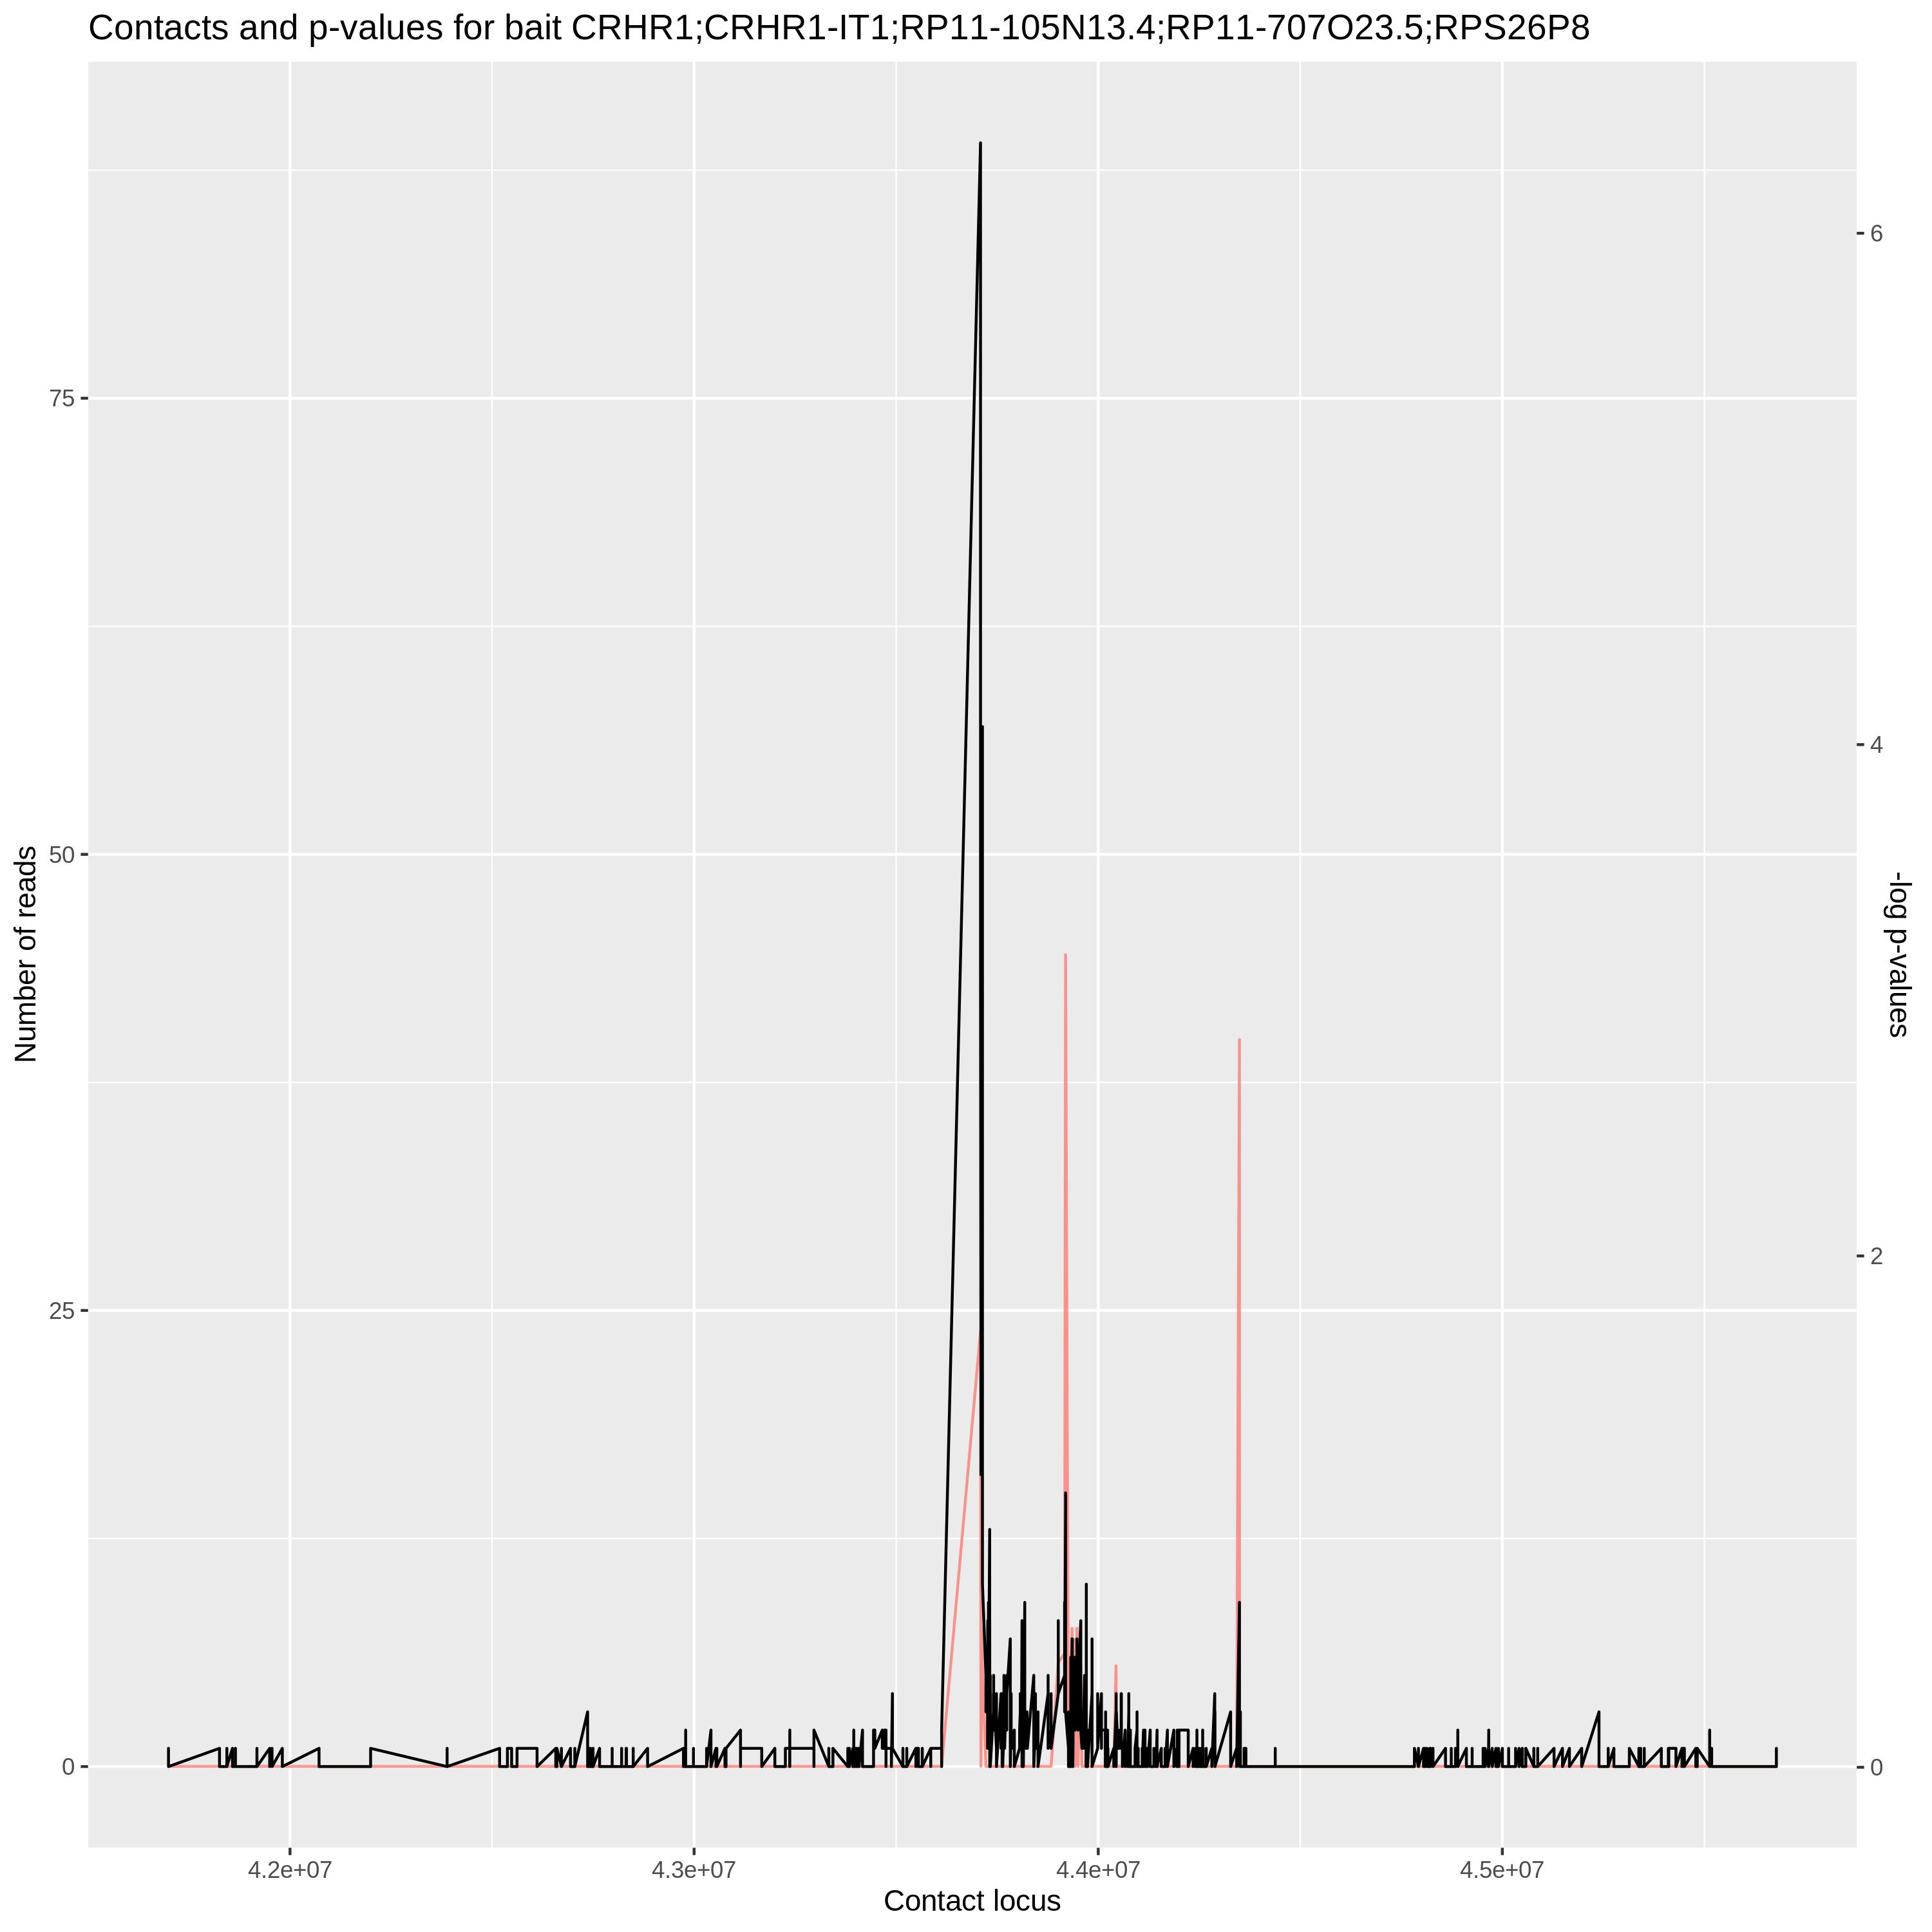 Contacts and p-values for bait CRHR1;CRHR1-IT1;RP11-105N13.4;RP11-707O23.5;RPS26P8
75
50
25
0
Number of reads
6
4
2
0
-log p-values
4.2e+07 4.3e+07 4.4e+07 4.5e+07
Contact locus